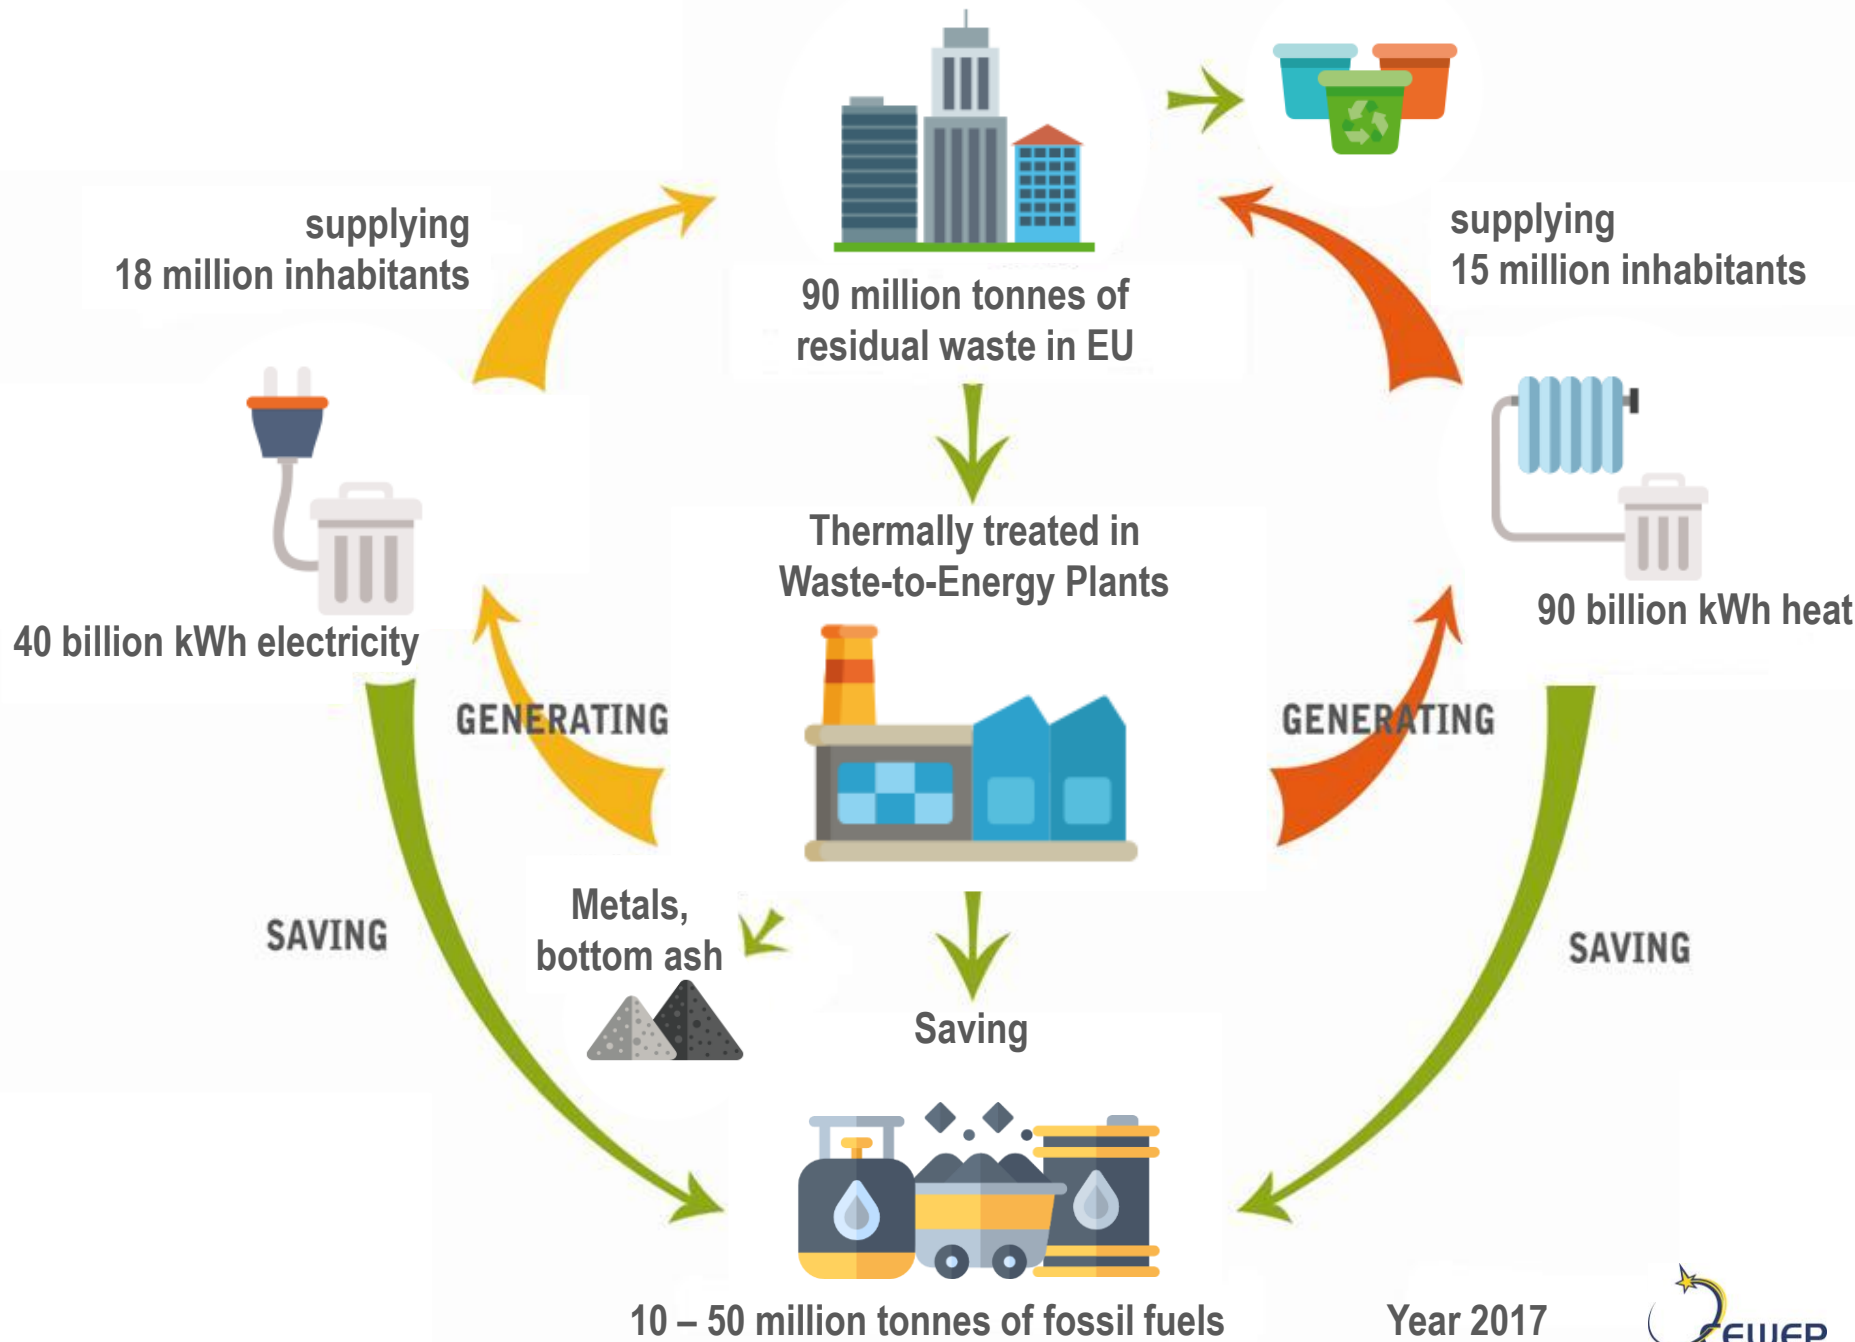 supplying
18 million inhabitants
supplying
15 million inhabitants
90 million tonnes of
residual waste in EU
Thermally treated in
Waste-to-Energy Plants
40 billion kWh electricity
90 billion kWh heat
GENERATING
GENERATING
Metals,
bottom ash
SAVING
SAVING
Saving
10 – 50 million tonnes of fossil fuels
Year 2017
CEWEP